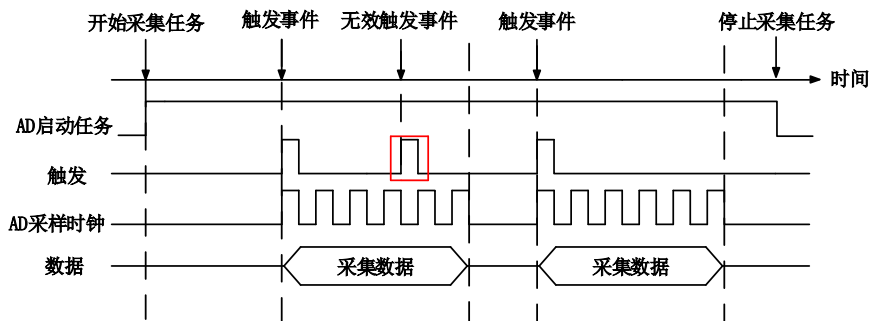 开始采集任务
触发事件
无效触发事件
触发事件
停止采集任务
时间
AD启动任务
触发
AD采样时钟
数据
采集数据
采集数据